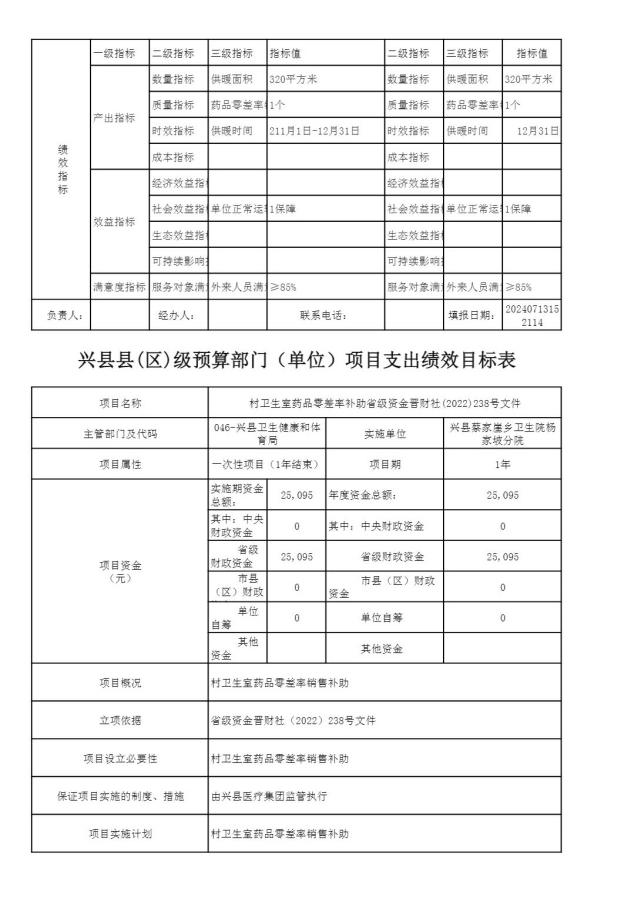 一级指标 二级指标 三级指标 指标值 二级指标 三级指标 指标值
绩效指标
产出指标
数量指标 供暖面积 320平方米 数量指标 供暖面积 320平方米
质量指标 药品零差率 1个 质量指标 药品零差率 1个
时效指标 供暖时间 211月1日-12月31日 时效指标 供暖时间 12月31日
成本指标 成本指标
效益指标
经济效益指 经济效益指
社会效益指 单位正常运 1保障 社会效益指 单位正常运 1保障
生态效益指 生态效益指
可持续影响 可持续影响
满意度指标 服务对象满 外来人员满 ≥85% 服务对象满 外来人员满 ≥85%
负责人: 经办人: 联系电话: 填报日期: 2024071315
2114
兴县县(区)级预算部门（单位）项目支出绩效目标表
项目名称 村卫生室药品零差率补助省级资金晋财社(2022)238号文件
主管部门及代码 046-兴县卫生健康和体
育局 实施单位 兴县蔡家崖乡卫生院杨
家坡分院
项目属性 一次性项目（1年结束） 项目期 1年
项目资金
（元）
实施期资金
总额: 25,095 年度资金总额: 25,095
其中: 中央
财政资金 0 其中: 中央财政资金 0
省级
财政资金 25,095 省级财政资金 25,095
市县
（区）财政 0 市县（区）财政
资金 0
单位
自筹 0 单位自筹 0
其他
资金 其他资金
项目概况 村卫生室药品零差率销售补助
立项依据 省级资金晋财社（2022）238号文件
项目设立必要性 村卫生室药品零差率销售补助
保证项目实施的制度、措施 由兴县医疗集团监管执行
项目实施计划 村卫生室药品零差率销售补助